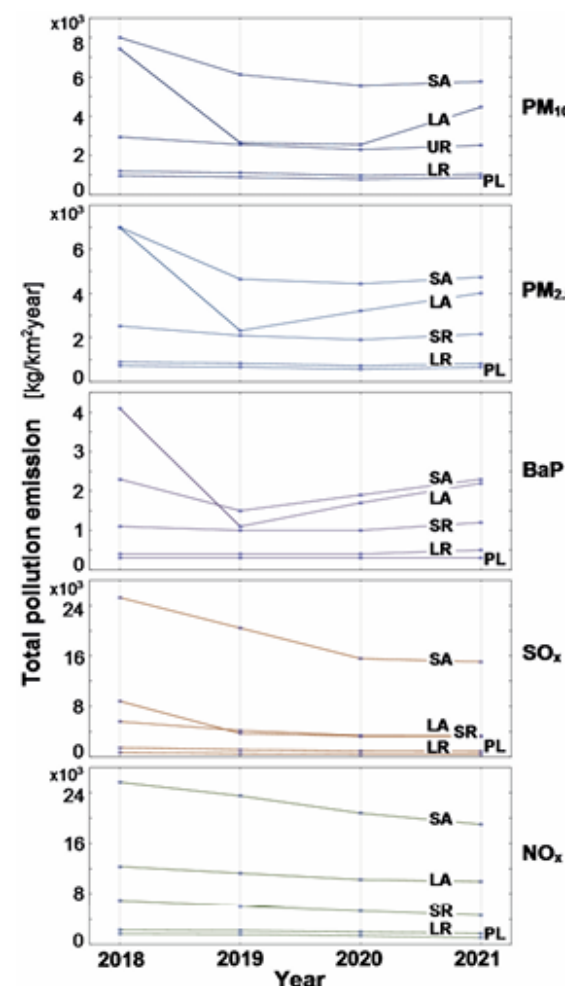 x10³
8
6
4
2
0
SA
LA
UR
LR
PL
PM₁₀
x10³
6
4
2
0
SA
LA
SR
LR
PL
PM₂.
4
3
2
1
0
SA
LA
SR
LR
PL
BaP
x10³
24
16
8
0
SA
LA
SR
LR
PL
SOₓ
x10³
24
16
8
0
SA
LA
SR
LR
PL
NOₓ
2018 2019 2020 2021
Year
Total pollution emission [kg/km²year]